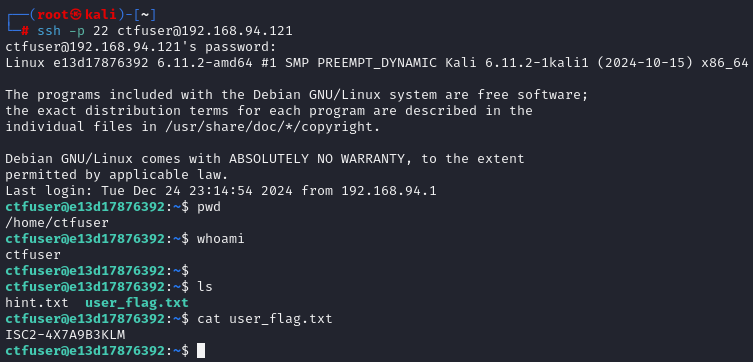 ┌──(root㉿kali)-[~]
└─# ssh -p 22 ctfuser@192.168.94.121
ctfuser@192.168.94.121's password:
Linux e13d17876392 6.11.2-amd64 #1 SMP PREEMPT_DYNAMIC Kali 6.11.2-1kali1 (2024-10-15) x86_64

The programs included with the Debian GNU/Linux system are free software;
the exact distribution terms for each program are described in the
individual files in /usr/share/doc/*/copyright.

Debian GNU/Linux comes with ABSOLUTELY NO WARRANTY, to the extent
permitted by applicable law.
Last login: Tue Dec 24 23:14:54 2024 from 192.168.94.1
ctfuser@e13d17876392:~$ pwd
/home/ctfuser
ctfuser@e13d17876392:~$ whoami
ctfuser
ctfuser@e13d17876392:~$
ctfuser@e13d17876392:~$ ls
hint.txt  user_flag.txt
ctfuser@e13d17876392:~$ cat user_flag.txt
ISC2-4X7A9B3KLM
ctfuser@e13d17876392:~$